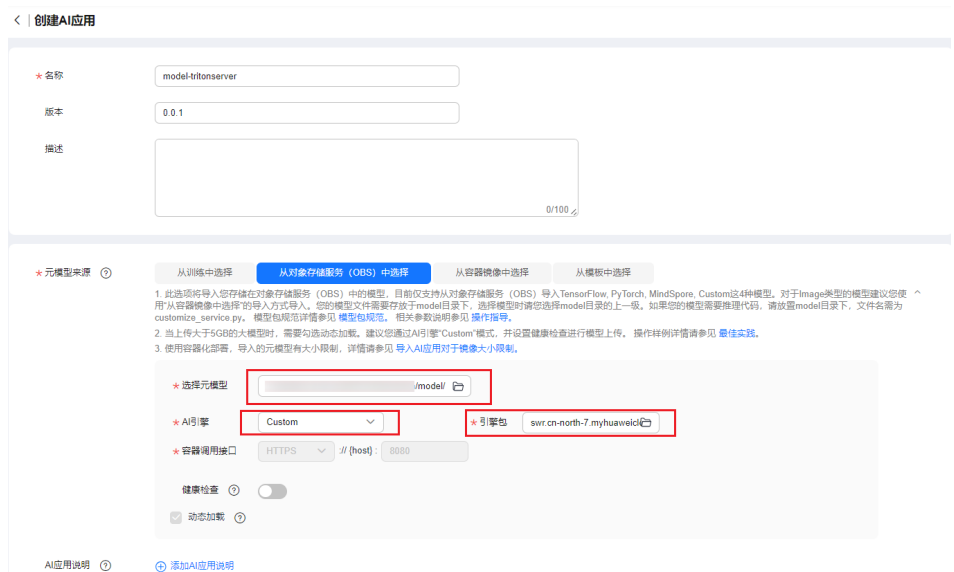 创建AI应用
名称
model-tritonserver
版本
0.0.1
描述
0/100
元模型来源
从训练中选择
从对象存储服务（OBS）中选择
从容器镜像中选择
从模板中选择
1. 此选项将导入您存储在对象存储服务（OBS）中的模型，目前仅支持从对象存储服务（OBS）导入TensorFlow, PyTorch, MindSpore, Custom这4种模型。对于Image类型的模型建议您使
用"从容器镜像中选择"的导入方式导入。您的模型文件需要存放于model目录下，选择模型时请您选择model目录的上一级。如果您的模型需要推理代码，请放置model目录下，文件名需为
customize_service.py。 模型包规范详情参见 模型包规范。 相关参数说明参见 操作指导。
2. 当上传大于5GB的大模型时，需要勾选动态加载。建议您通过AI引擎"Custom"模式，并设置健康检查进行模型上传。 操作样例详情请参见 最佳实践。
3. 使用容器化部署，导入的元模型有大小限制，详情请参见 导入AI应用对于镜像大小限制。
选择元模型
/model/
AI引擎
Custom
引擎包
swr.cn-north-7.myhuaweicl
容器调用接口
HTTPS
:// {host} :
8080
健康检查
动态加载
AI应用说明
添加AI应用说明